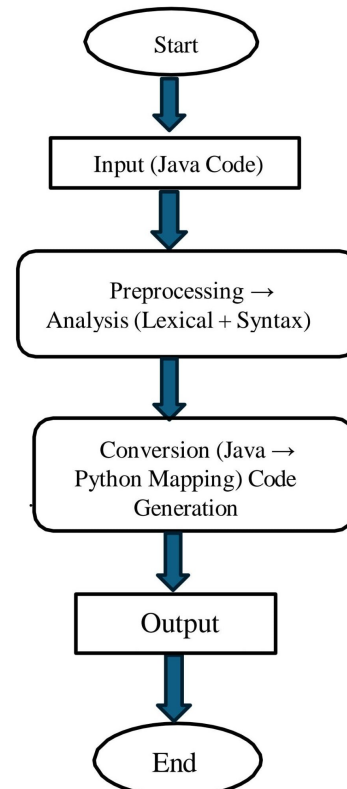 Start
Input (Java Code)
Preprocessing →
Analysis (Lexical + Syntax)
Conversion (Java →
Python Mapping) Code
Generation
Output
End